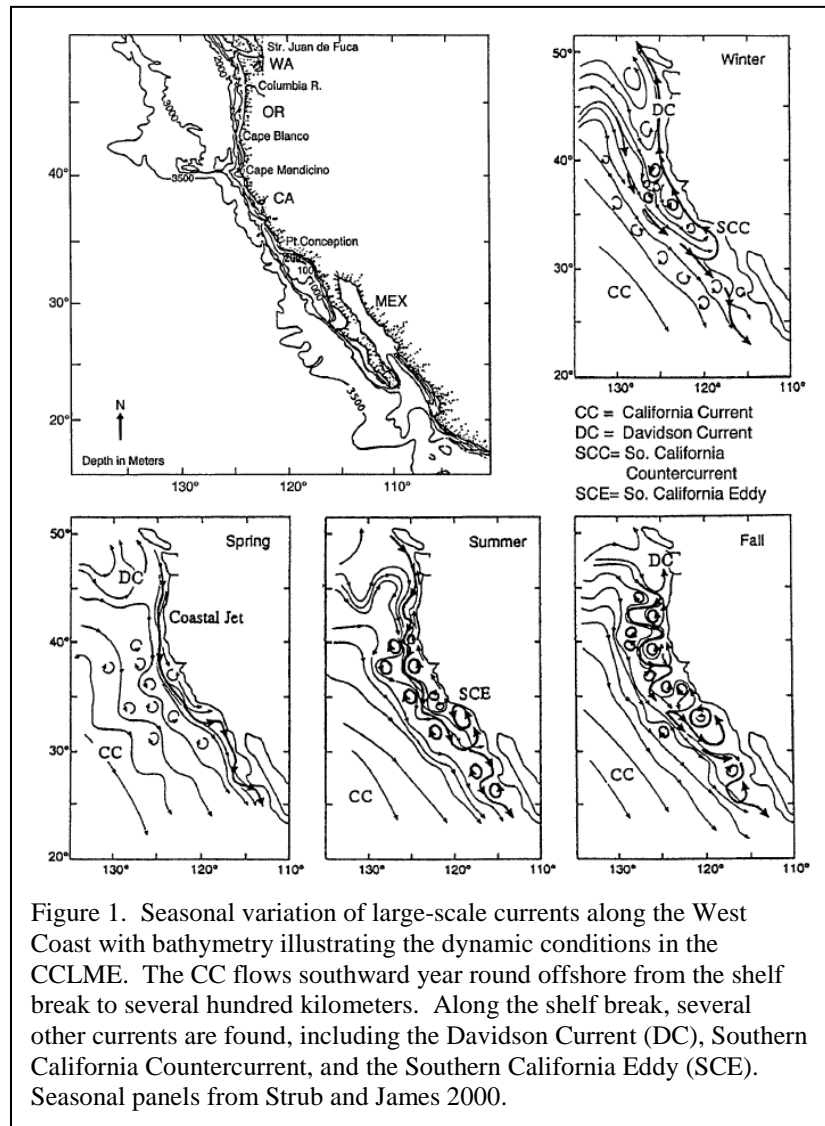 Str. Juan de Fuca
WA
Columbia R.
OR
Cape Blanco
Cape Mendicino
CA
Pt. Conception
MEX
2000
3000
3500
100
1000
3500
N
Depth in Meters
40°
30°
20°
130°
120°
110°
50°
40°
30°
20°
Winter
DC
SCC
CC
130°
120°
110°
CC = California Current
DC = Davidson Current
SCC= So. California
Countercurrent
SCE= So. California Eddy
50°
40°
30°
20°
Spring
DC
Coastal Jet
CC
130°
120°
110°
Summer
SCE
CC
130°
120°
110°
50°
40°
30°
20°
Fall
DC
CC
130°
120°
110°
Figure 1. Seasonal variation of large-scale currents along the West
Coast with bathymetry illustrating the dynamic conditions in the
CCLME. The CC flows southward year round offshore from the shelf
break to several hundred kilometers. Along the shelf break, several
other currents are found, including the Davidson Current (DC), Southern
California Countercurrent, and the Southern California Eddy (SCE).
Seasonal panels from Strub and James 2000.